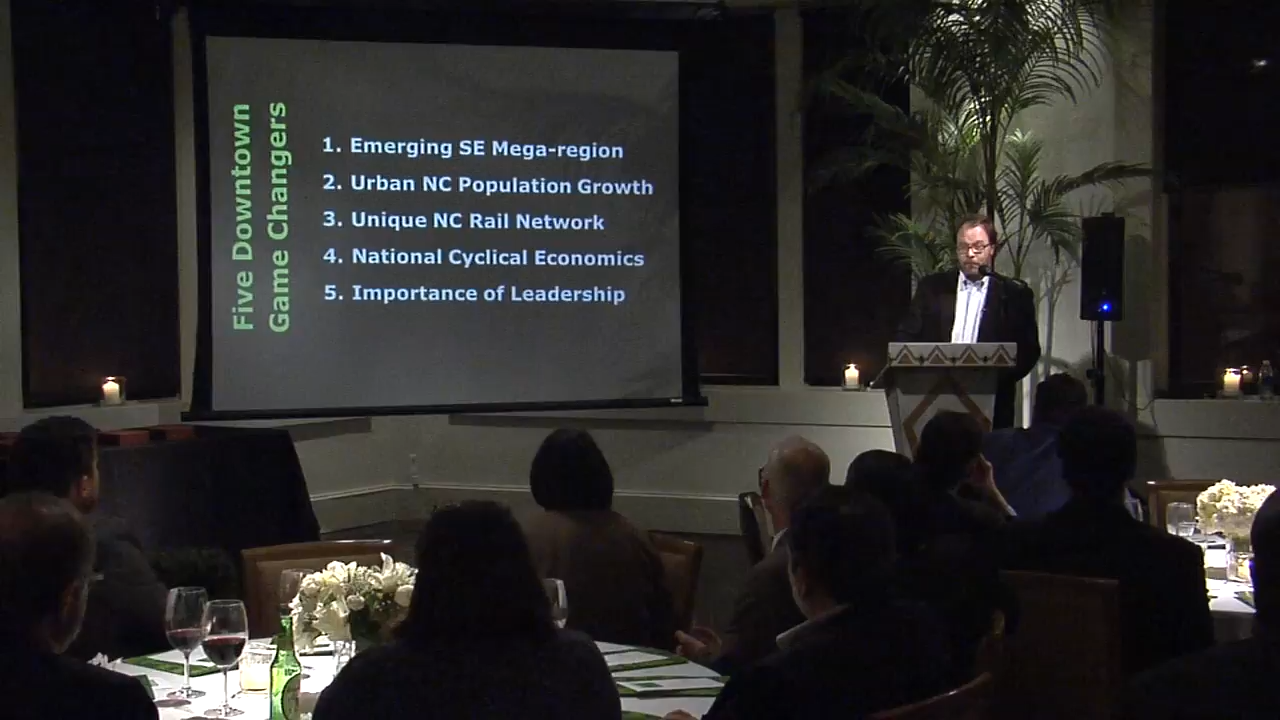 Five Downtown
Game Changers
1. Emerging SE Mega-region
2. Urban NC Population Growth
3. Unique NC Rail Network
4. National Cyclical Economics
5. Importance of Leadership